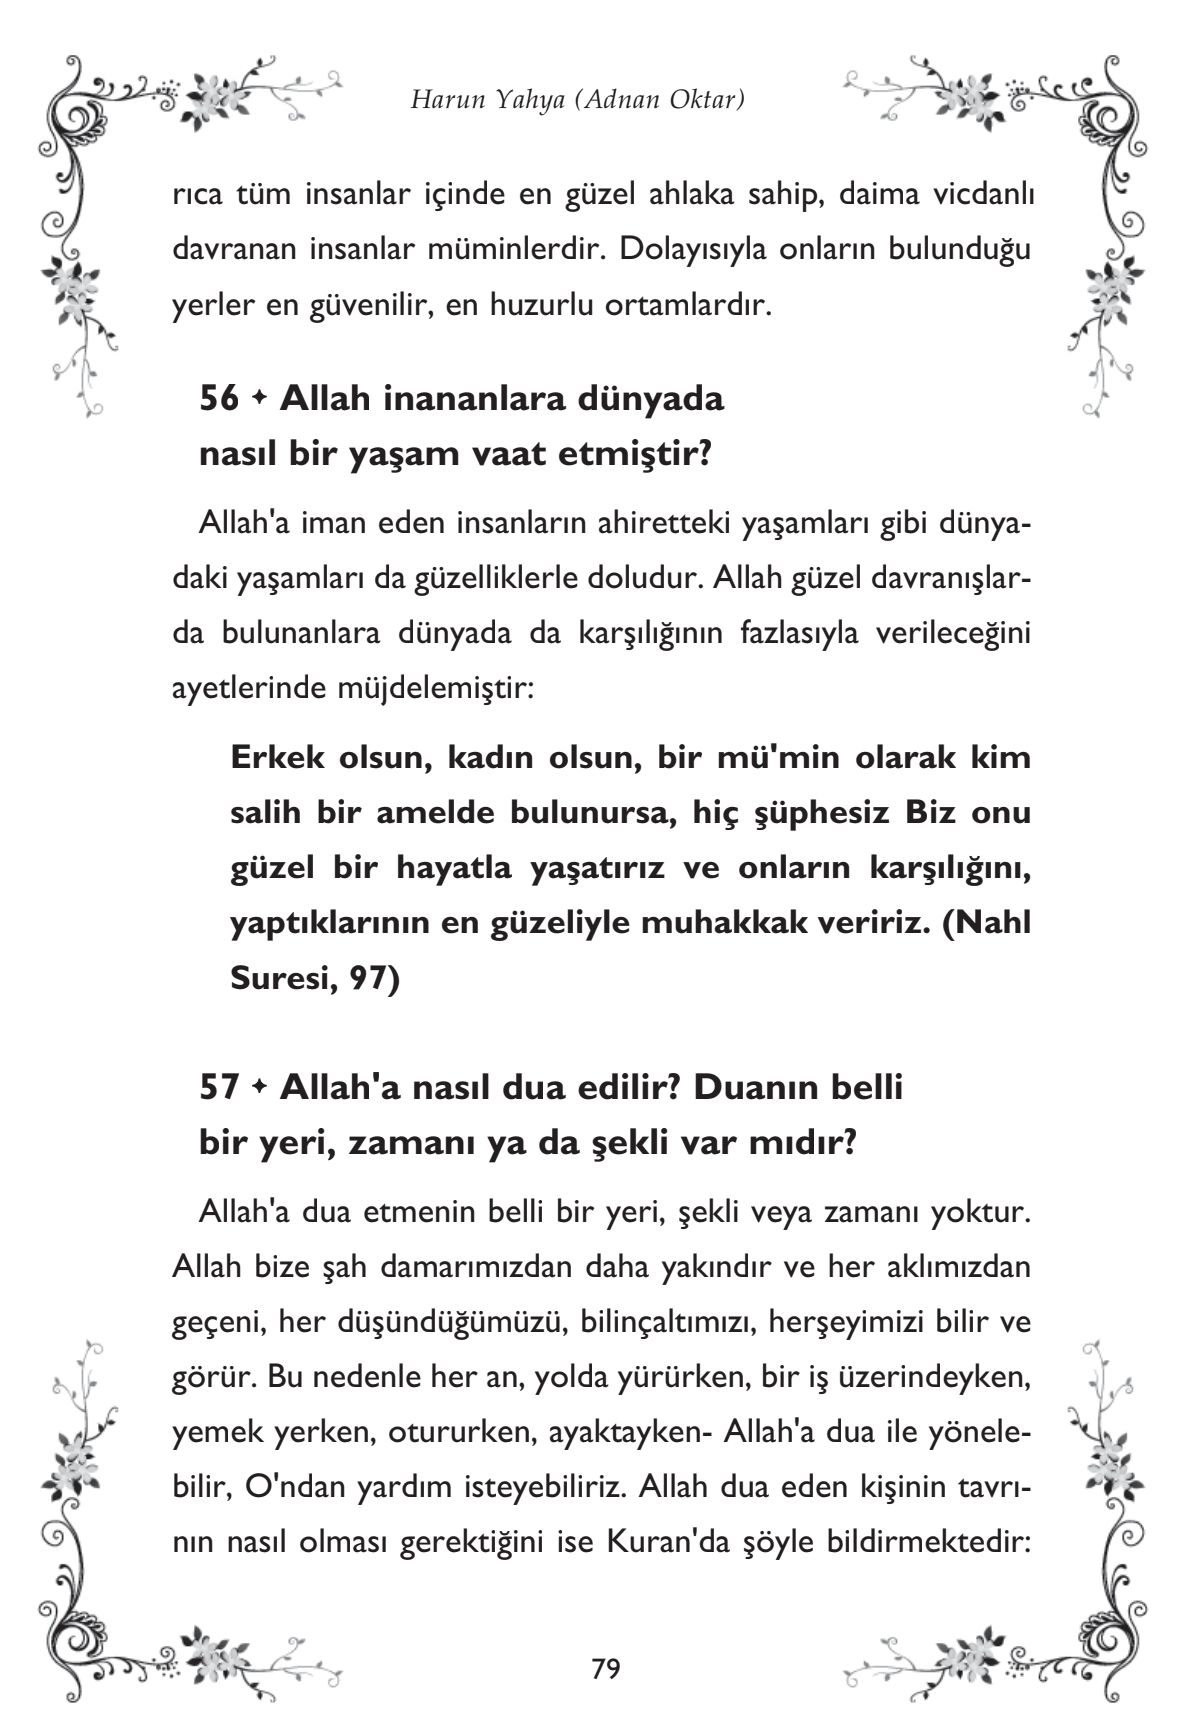 Harun Yahya (Adnan Oktar)
rıca tüm insanlar içinde en güzel ahlaka sahip, daima vicdanlı
davranan insanlar müminlerdir. Dolayısıyla onların bulunduğu
yerler en güvenilir, en huzurlu ortamlardır.
56 ✦ Allah inananlara dünyada
nasıl bir yaşam vaat etmiştir?
Allah'a iman eden insanların ahiretteki yaşamları gibi dünya-
daki yaşamları da güzelliklerle doludur. Allah güzel davranışlar-
da bulunanlara dünyada da karşılığının fazlasıyla verileceğini
ayetlerinde müjdelemiştir:
Erkek olsun, kadın olsun, bir mü'min olarak kim
salih bir amelde bulunursa, hiç şüphesiz Biz onu
güzel bir hayatla yaşatırız ve onların karşılığını,
yaptıklarının en güzeliyle muhakkak veririz. (Nahl
Suresi, 97)
57 ✦ Allah'a nasıl dua edilir? Duanın belli
bir yeri, zamanı ya da şekli var mıdır?
Allah'a dua etmenin belli bir yeri, şekli veya zamanı yoktur.
Allah bize şah damarımızdan daha yakındır ve her aklımızdan
geçeni, her düşündüğümüzü, bilinçaltımızı, herşeyimizi bilir ve
görür. Bu nedenle her an, yolda yürürken, bir iş üzerindeyken,
yemek yerken, otururken, ayaktayken- Allah'a dua ile yönele-
bilir, O'ndan yardım isteyebiliriz. Allah dua eden kişinin tavrı-
nın nasıl olması gerektiğini ise Kuran'da şöyle bildirmektedir:
79